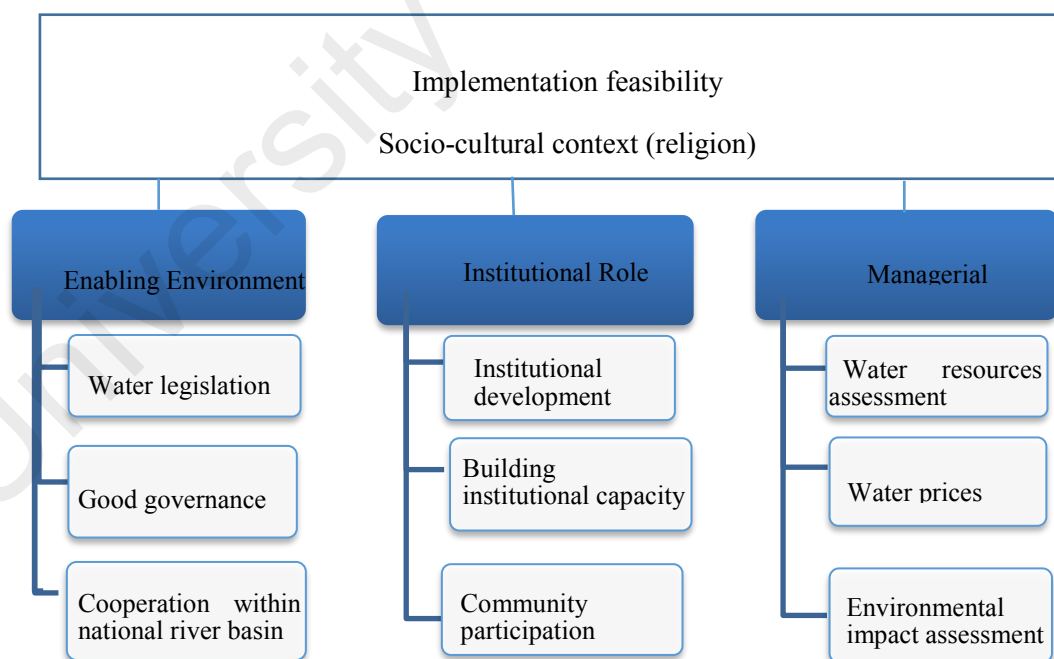 Implementation feasibility
Socio-cultural context (religion)
Enabling Environment
Institutional Role
Managerial
Water legislation
Good governance
Cooperation within
national river basin
Institutional
development
Building
institutional capacity
Community
participation
Water resources
assessment
Water prices
Environmental
impact assessment
University